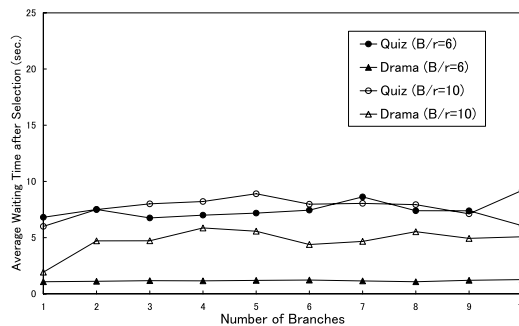 Average Waiting Time after Selection (sec.)
25
20
15
10
5
0
Quiz (B/r=6)
Drama (B/r=6)
Quiz (B/r=10)
Drama (B/r=10)
1 2 3 4 5 6 7 8 9
Number of Branches